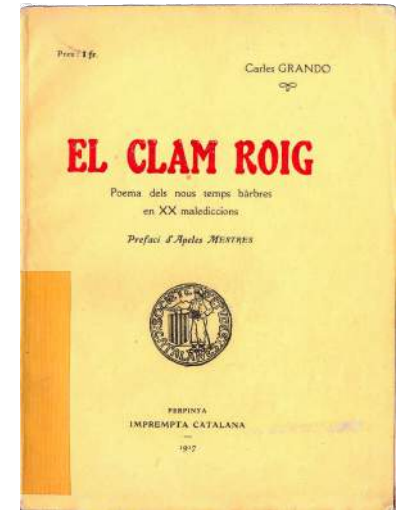 Preu: 1 fr.
Carles GRANDO
EL CLAM ROIG
Poema dels nous temps bàrbres
en XX malediccions
Prefaci d'Apeles MESTRES
PERPINYA
IMPREMPTA CATALANA
1917